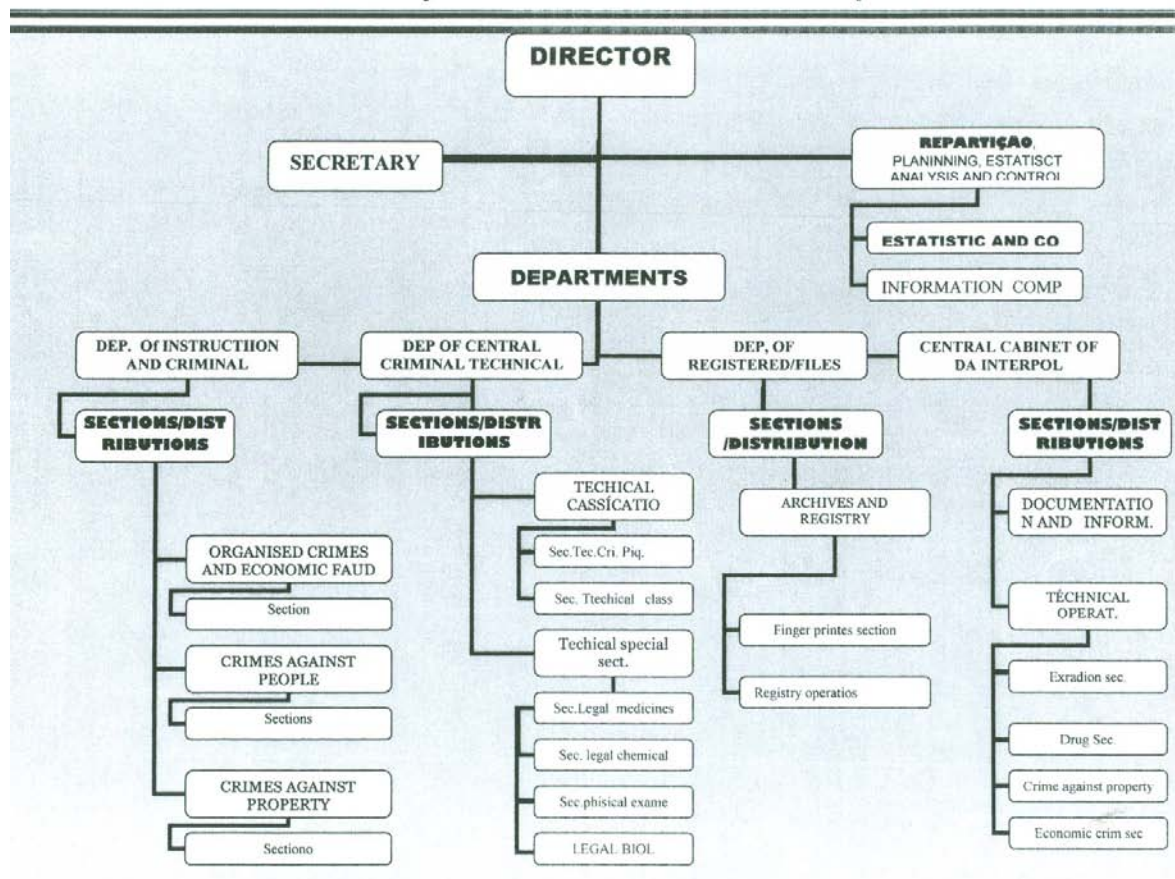 DIRECTOR
SECRETARY
REPARTIÇÃO,
PLANINNING, ESTATISCT
ANALYSIS AND CONTROL
ESTATISTIC AND CO
INFORMATION COMP
DEPARTMENTS
DEP. Of INSTRUCTIION
AND CRIMINAL
DEP OF CENTRAL
CRIMINAL TECHNICAL
DEP, OF
REGISTERED/FILES
CENTRAL CABINET OF
DA INTERPOL
SECTIONS/DIST
RIBUTIONS
SECTIONS/DISTR
IBUTIONS
SECTIONS
/DISTRIBUTION
SECTIONS/DIST
RIBUTIONS
ORGANISED CRIMES
AND ECONOMIC FAUD
Section
CRIMES AGAINST
PEOPLE
Sections
CRIMES AGAINST
PROPERTY
Sectiono
TECHICAL
CASSÍCATIO
Sec.Tec.Cri. Piq.
Sec. Ttechical class
Techical special
sect.
Sec.Legal medicines
Sec. legal chemical
Sec.phisical exame
LEGAL BIOL
ARCHIVES AND
REGISTRY
Finger printes section
Registry operatios
DOCUMENTATIO
N AND INFORM.
TÉCHNICAL
OPERAT.
Exradion sec.
Drug Sec.
Crime against property
Economic crim sec